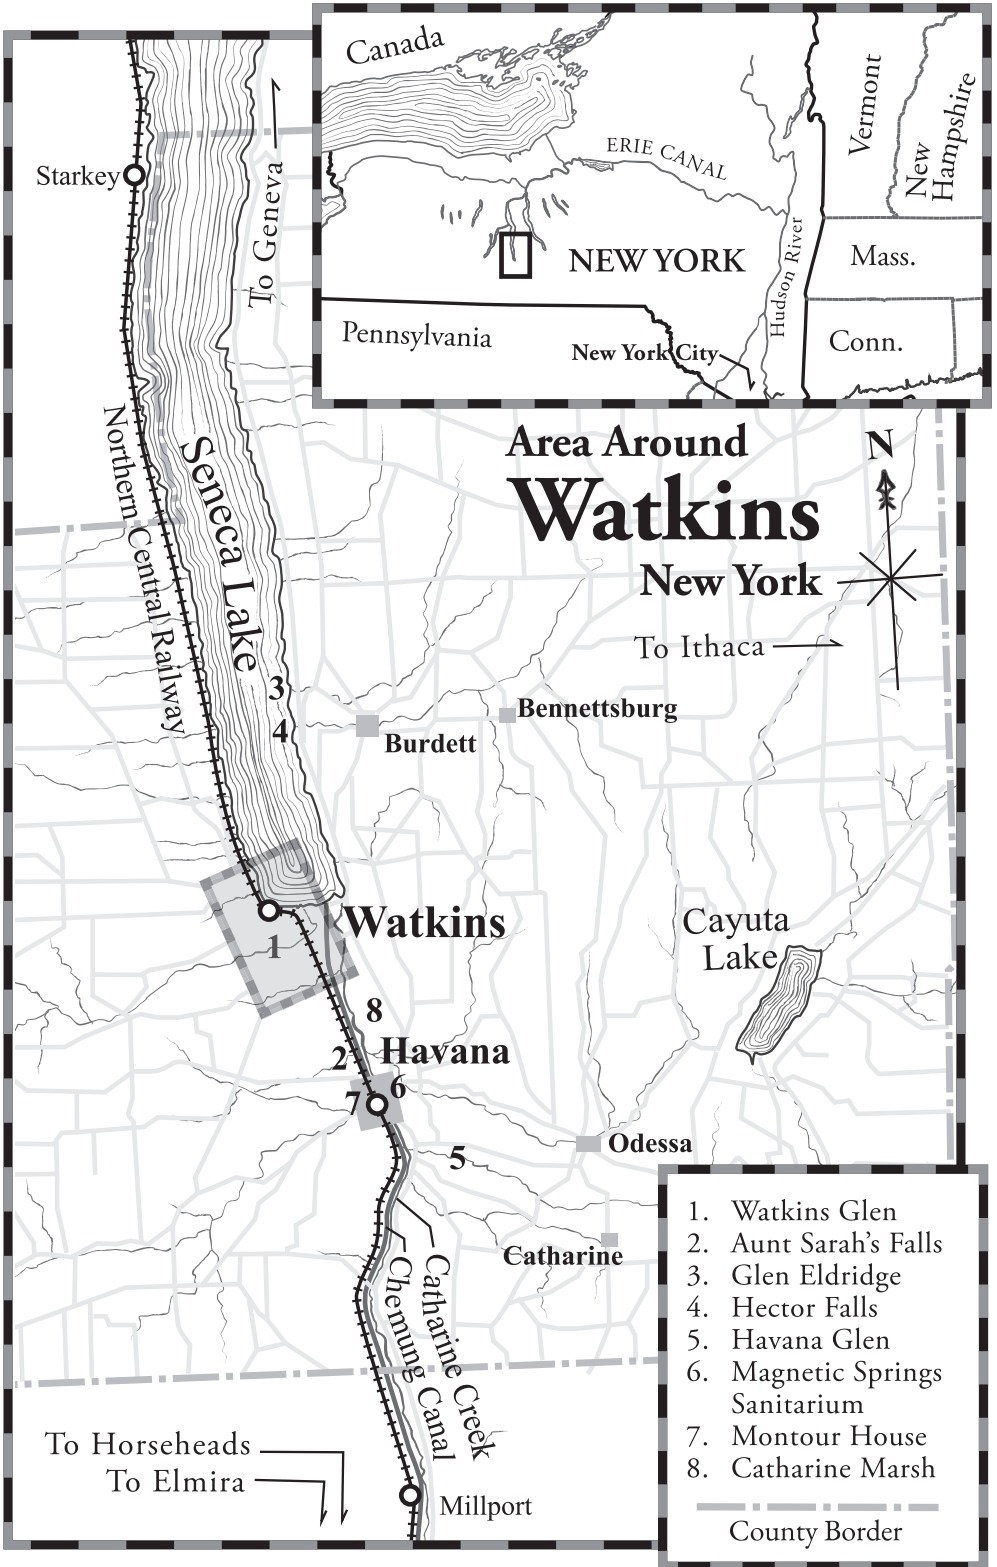 Canada
Vermont
New
Hampshire
ERIE CANAL
Hudson River
NEW YORK
Mass.
Pennsylvania
Conn.
New York City
Starkey
To Geneva
Northern Central Railway
Seneca Lake
Area Around
Watkins
New York
N
To Ithaca
3
4
Bennettsburg
Burdett
Watkins
1
Cayuta
Lake
8
2
Havana
6
7
5
Odessa
Catharine
Catharine Creek
Chemung Canal
To Horseheads
To Elmira
Millport
1. Watkins Glen
2. Aunt Sarah's Falls
3. Glen Eldridge
4. Hector Falls
5. Havana Glen
6. Magnetic Springs
Sanitarium
7. Montour House
8. Catharine Marsh
County Border